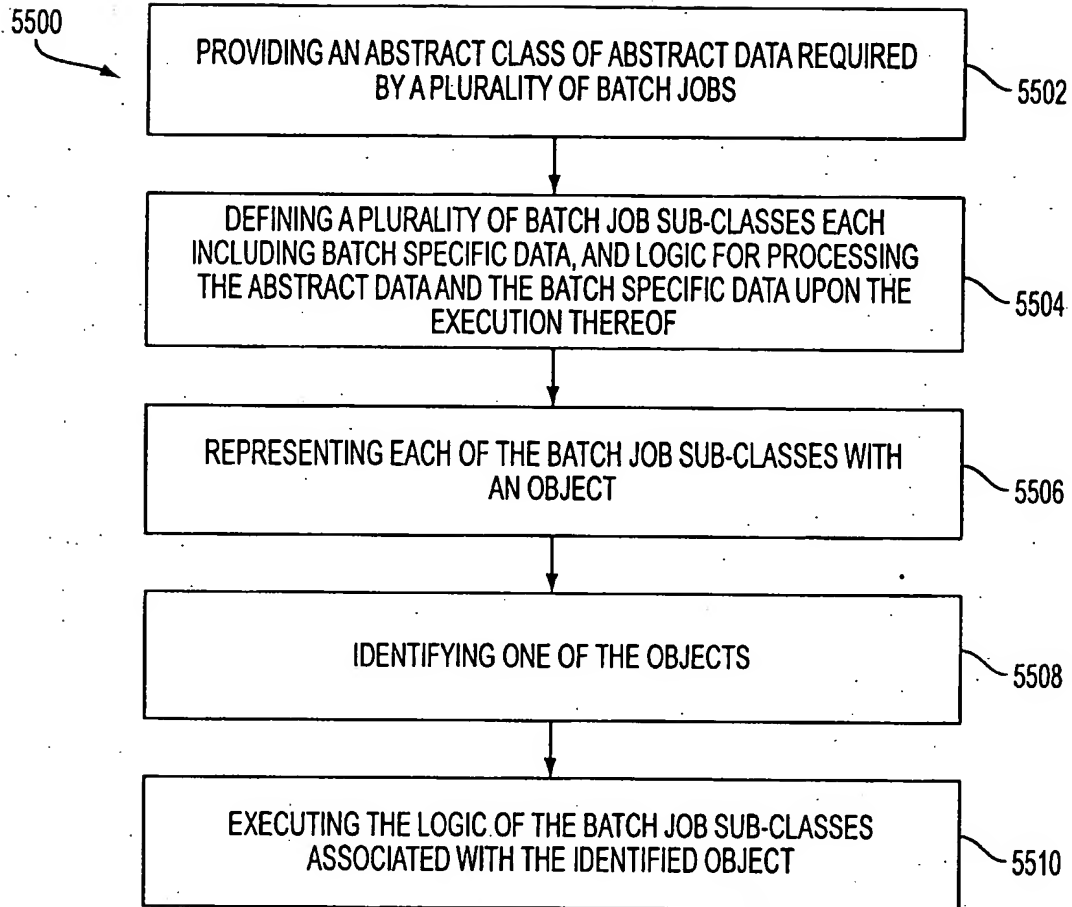 5500
PROVIDING AN ABSTRACT CLASS OF ABSTRACT DATA REQUIRED
BY A PLURALITY OF BATCH JOBS
5502
DEFINING A PLURALITY OF BATCH JOB SUB-CLASSES EACH
INCLUDING BATCH SPECIFIC DATA, AND LOGIC FOR PROCESSING
THE ABSTRACT DATA AND THE BATCH SPECIFIC DATA UPON THE
EXECUTION THEREOF
5504
REPRESENTING EACH OF THE BATCH JOB SUB-CLASSES WITH
AN OBJECT
5506
IDENTIFYING ONE OF THE OBJECTS
5508
EXECUTING THE LOGIC OF THE BATCH JOB SUB-CLASSES
ASSOCIATED WITH THE IDENTIFIED OBJECT
5510